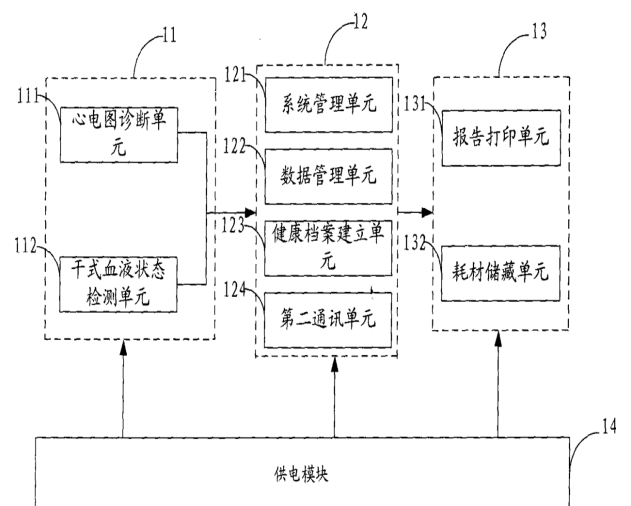 11
12
13
111
心电图诊断单
元
112
干式血液状态
检测单元
121
系统管理单元
122
数据管理单元
123
健康档案建立单
元
124
第二通讯单元
131
报告打印单元
132
耗材储藏单元
14
供电模块